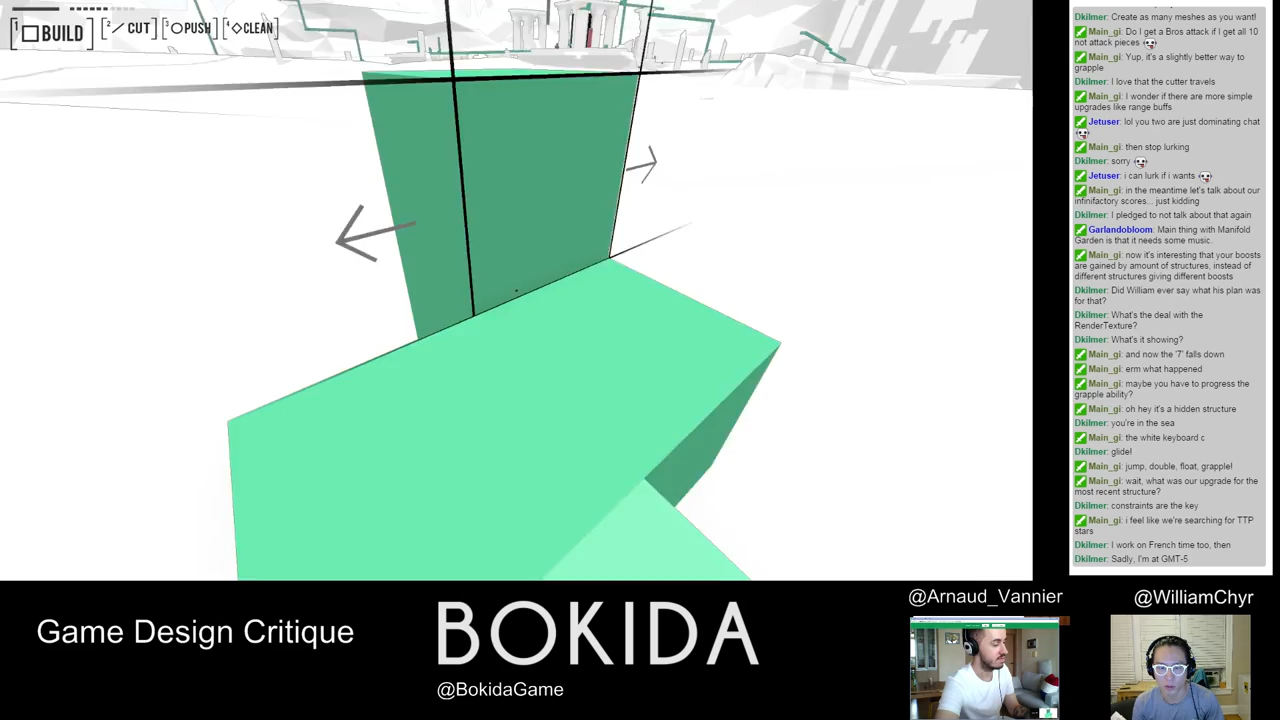 [¹□BUILD] [²/ CUT] [³○PUSH] [⁴◇CLEAN]
Dkilmer: Create as many meshes as you want!
Main_gi: Do I get a Bros attack if I get all 10
not attack pieces
Main_gi: Yup, it's a slightly better way to
grapple
Dkilmer: I love that the cutter travels
Main_gi: I wonder if there are more simple
upgrades like range buffs
Jetuser: lol you two are just dominating chat
Main_gi: then stop lurking
Dkilmer: sorry
Jetuser: i can lurk if i wants
Main_gi: in the meantime let's talk about our
infinifactory scores... just kidding
Dkilmer: I pledged to not talk about that again
Garlandobloom: Main thing with Manifold
Garden is that it needs some music.
Main_gi: now it's interesting that your boosts
are gained by amount of structures, instead of
different structures giving different boosts
Dkilmer: Did William ever say what his plan was
for that?
Dkilmer: What's the deal with the
RenderTexture?
Dkilmer: What's it showing?
Main_gi: and now the '7' falls down
Main_gi: erm what happened
Main_gi: maybe you have to progress the
grapple ability?
Main_gi: oh hey it's a hidden structure
Dkilmer: you're in the sea
Main_gi: the white keyboard c
Dkilmer: glide!
Main_gi: jump, double, float, grapple!
Main_gi: wait, what was our upgrade for the
most recent structure?
Dkilmer: constraints are the key
Main_gi: i feel like we're searching for TTP
stars
Dkilmer: I work on French time too, then
Dkilmer: Sadly, I'm at GMT-5
Game Design Critique
BOKIDA
@BokidaGame
@Arnaud_Vannier
@WilliamChyr